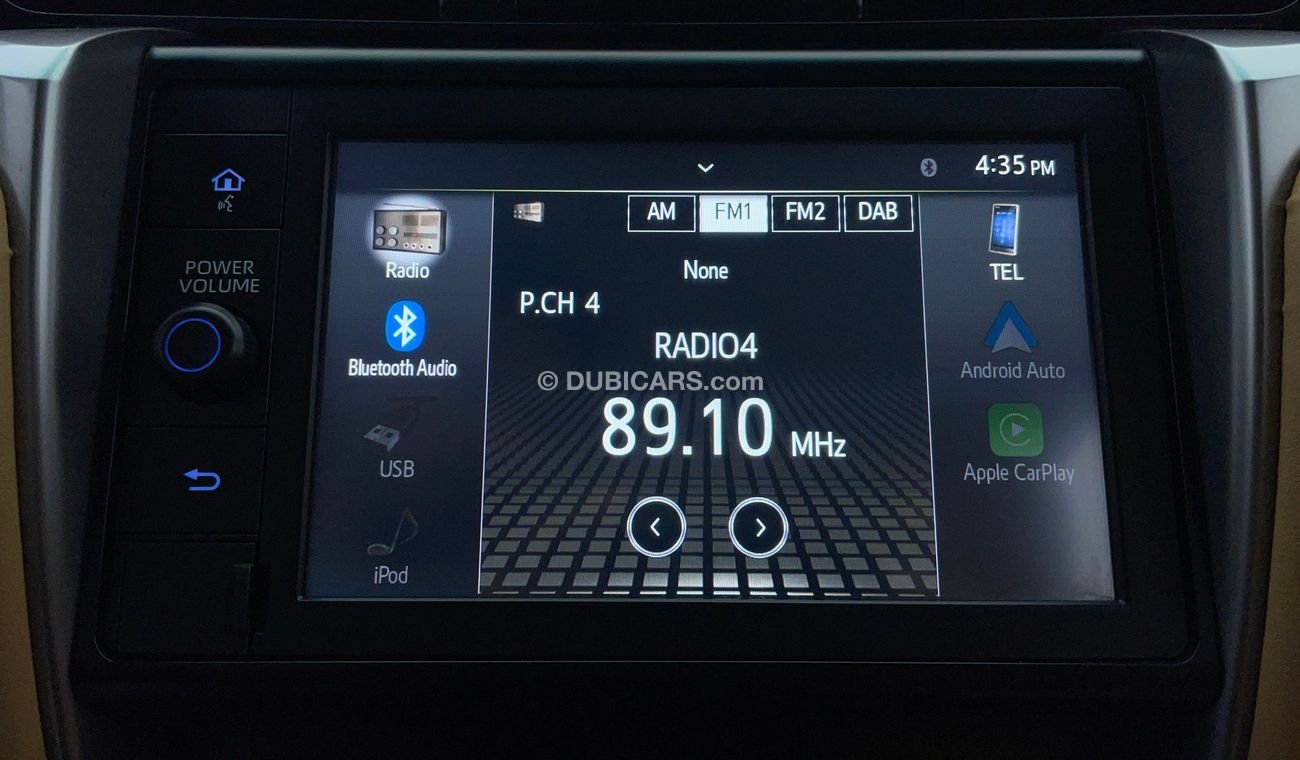 4:35 PM
POWER
VOLUME
Radio
Bluetooth Audio
USB
iPod
AM FM1 FM2 DAB
None
P.CH 4
RADIO4
© DUBICARS.com
89.10 MHz
TEL
Android Auto
Apple CarPlay